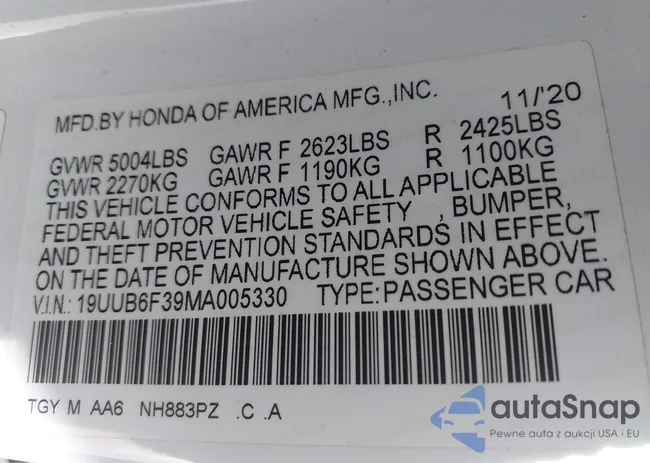 MFD.BY HONDA OF AMERICA MFG.,INC. 11/'20
GVWR 5004LBS GAWR F 2623LBS R 2425LBS
GVWR 2270KG GAWR F 1190KG R 1100KG
THIS VEHICLE CONFORMS TO ALL APPLICABLE
FEDERAL MOTOR VEHICLE SAFETY , BUMPER,
AND THEFT PREVENTION STANDARDS IN EFFECT
ON THE DATE OF MANUFACTURE SHOWN ABOVE.
V.I.N.: 19UUB6F39MA005330 TYPE:PASSENGER CAR
TGY M AA6 NH883PZ .C .A
autaSnap
Pewne auta z aukcji USA i EU